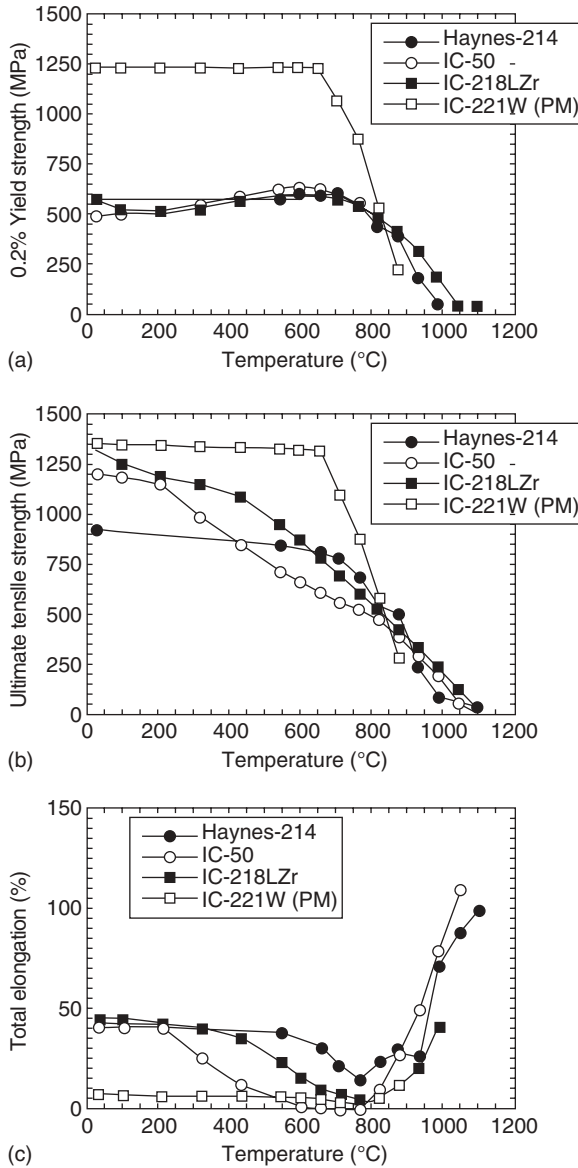 1500
1250
1000
750
500
250
0
0.2% Yield strength (MPa)
Haynes-214
IC-50 -
IC-218LZr
IC-221W (PM)
0 200 400 600 800 1000 1200
Temperature (°C)
(a)
1500
1250
1000
750
500
250
0
Ultimate tensile strength (MPa)
Haynes-214
IC-50 -
IC-218LZr
IC-221W (PM)
0 200 400 600 800 1000 1200
Temperature (°C)
(b)
150
100
50
0
Total elongation (%)
Haynes-214
IC-50
IC-218LZr
IC-221W (PM)
0 200 400 600 800 1000 1200
Temperature (°C)
(c)